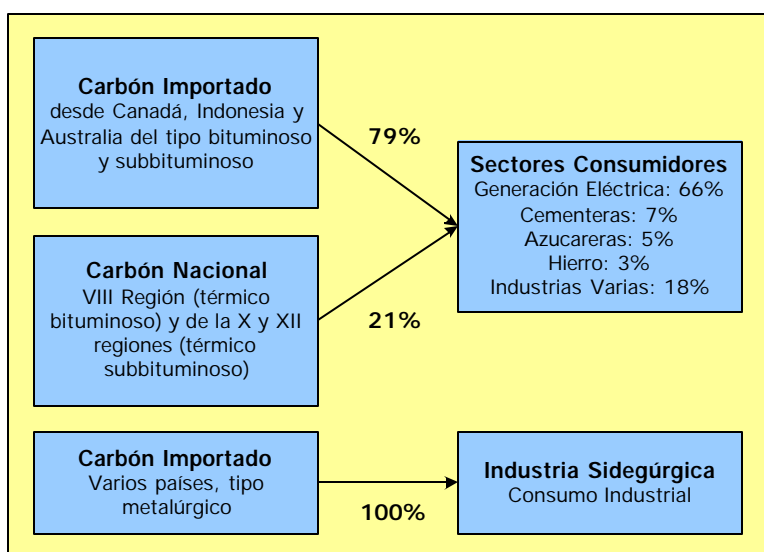 Carbón Importado
desde Canadá, Indonesia y
Australia del tipo bituminoso
y subbituminoso
79%
Sectores Consumidores
Generación Eléctrica: 66%
Cementeras: 7%
Azucareras: 5%
Hierro: 3%
Industrias Varias: 18%
Carbón Nacional
VIII Región (térmico
bituminoso) y de la X y XII
regiones (térmico
subbituminoso)
21%
Carbón Importado
Varios países, tipo
metalúrgico
100%
Industria Sidegúrgica
Consumo Industrial